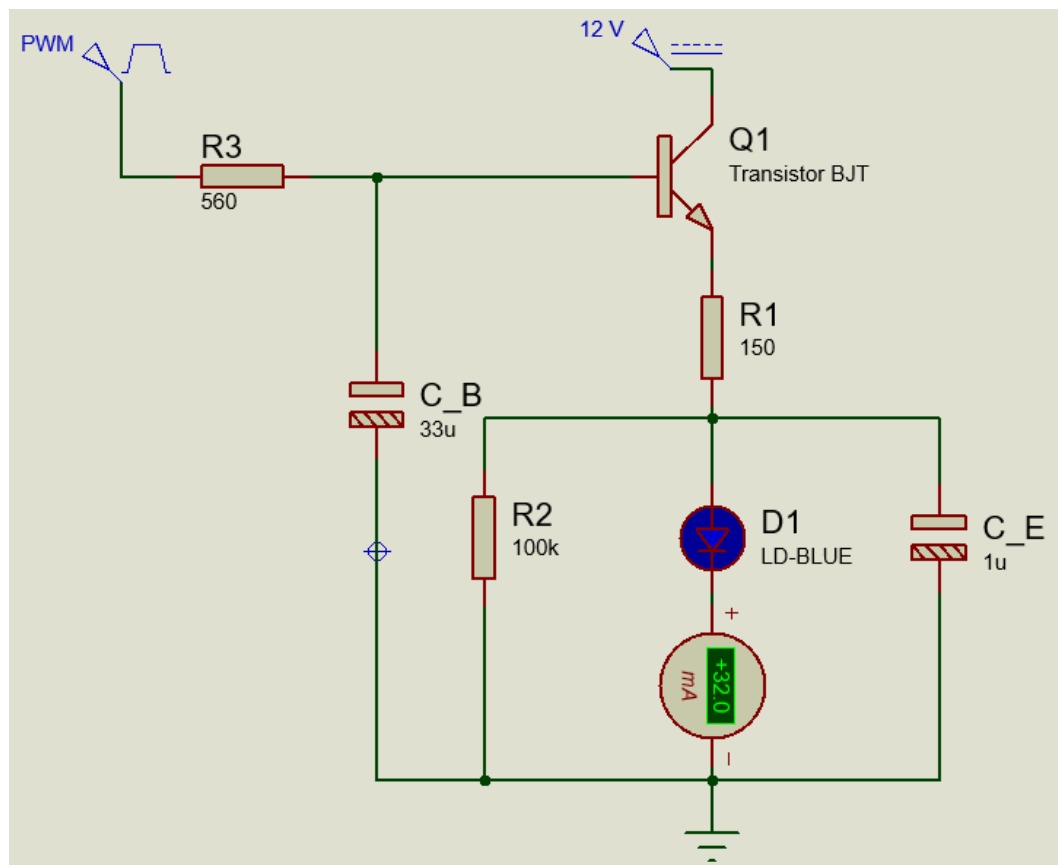 PWM
12 V
R3
560
Q1
Transistor BJT
R1
150
C_B
33u
R2
100k
D1
LD-BLUE
C_E
1u
+
+32.0
mA
−